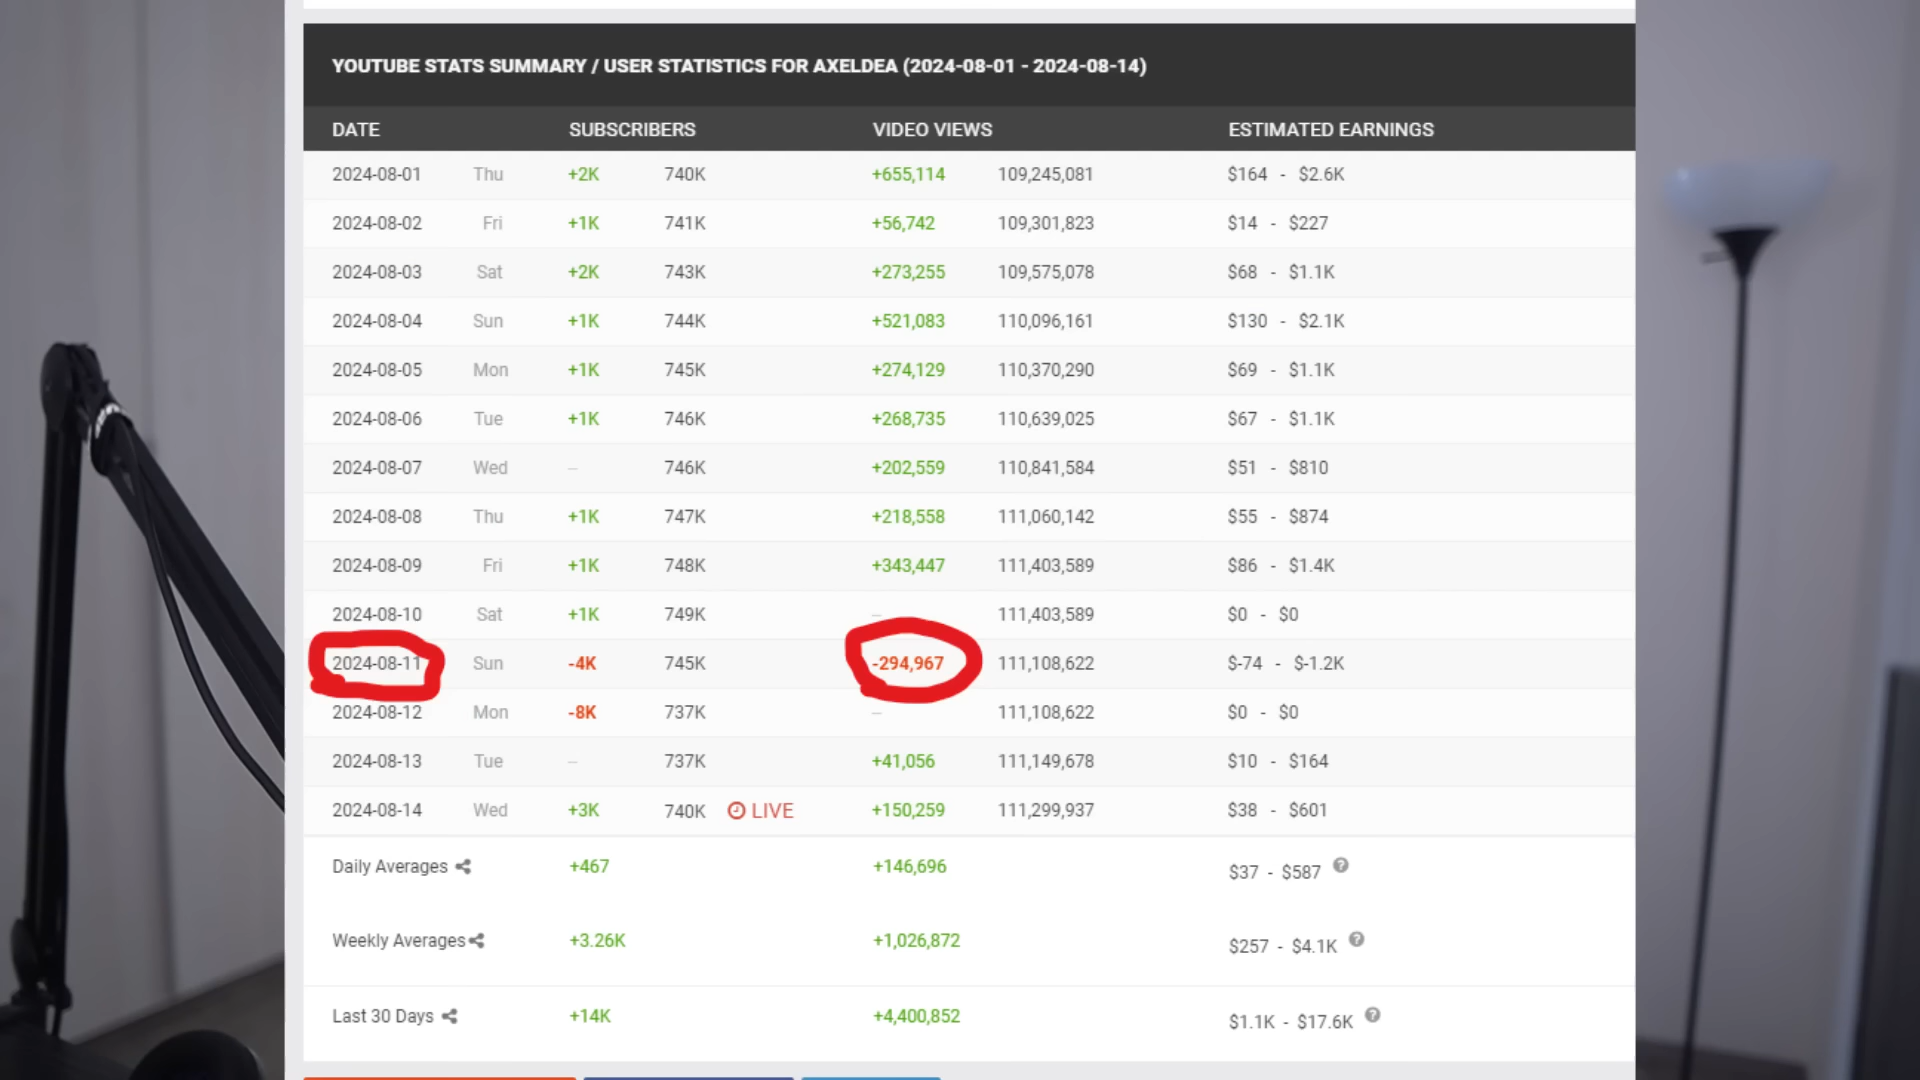 YOUTUBE STATS SUMMARY / USER STATISTICS FOR AXELDEA (2024-08-01 - 2024-08-14)
DATE SUBSCRIBERS VIDEO VIEWS ESTIMATED EARNINGS
2024-08-01 Thu +2K 740K +655,114 109,245,081 $164 - $2.6K
2024-08-02 Fri +1K 741K +56,742 109,301,823 $14 - $227
2024-08-03 Sat +2K 743K +273,255 109,575,078 $68 - $1.1K
2024-08-04 Sun +1K 744K +521,083 110,096,161 $130 - $2.1K
2024-08-05 Mon +1K 745K +274,129 110,370,290 $69 - $1.1K
2024-08-06 Tue +1K 746K +268,735 110,639,025 $67 - $1.1K
2024-08-07 Wed – 746K +202,559 110,841,584 $51 - $810
2024-08-08 Thu +1K 747K +218,558 111,060,142 $55 - $874
2024-08-09 Fri +1K 748K +343,447 111,403,589 $86 - $1.4K
2024-08-10 Sat +1K 749K – 111,403,589 $0 - $0
2024-08-11 Sun -4K 745K -294,967 111,108,622 $-74 - $-1.2K
2024-08-12 Mon -8K 737K – 111,108,622 $0 - $0
2024-08-13 Tue – 737K +41,056 111,149,678 $10 - $164
2024-08-14 Wed +3K 740K LIVE +150,259 111,299,937 $38 - $601
Daily Averages +467 +146,696 $37 - $587
Weekly Averages +3.26K +1,026,872 $257 - $4.1K
Last 30 Days +14K +4,400,852 $1.1K - $17.6K